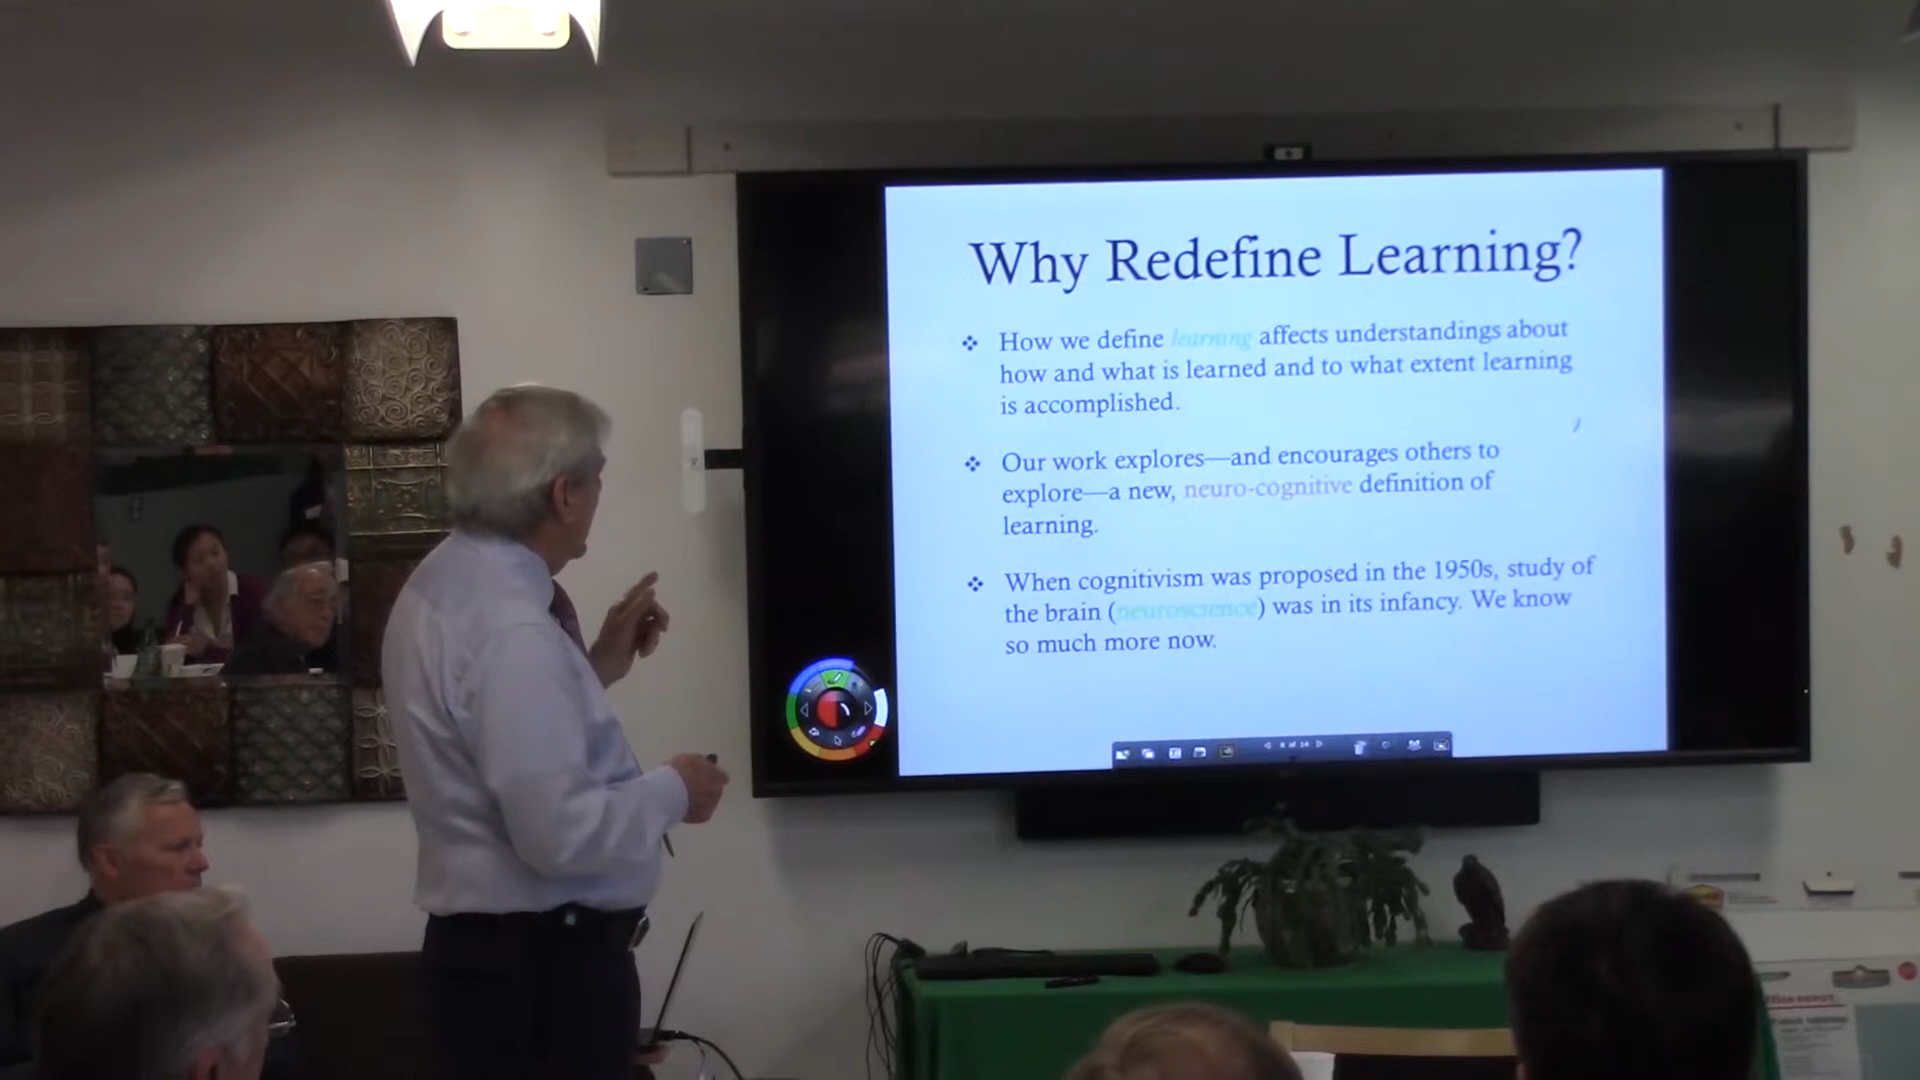 Why Redefine Learning?
How we define learning affects understandings about
how and what is learned and to what extent learning
is accomplished.
Our work explores—and encourages others to
explore—a new, neuro-cognitive definition of
learning.
When cognitivism was proposed in the 1950s, study of
the brain (neuroscience) was in its infancy. We know
so much more now.